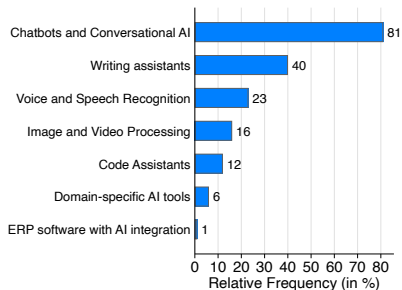 Chatbots and Conversational AI 81
Writing assistants 40
Voice and Speech Recognition 23
Image and Video Processing 16
Code Assistants 12
Domain-specific AI tools 6
ERP software with AI integration 1
0 10 20 30 40 50 60 70 80
Relative Frequency (in %)